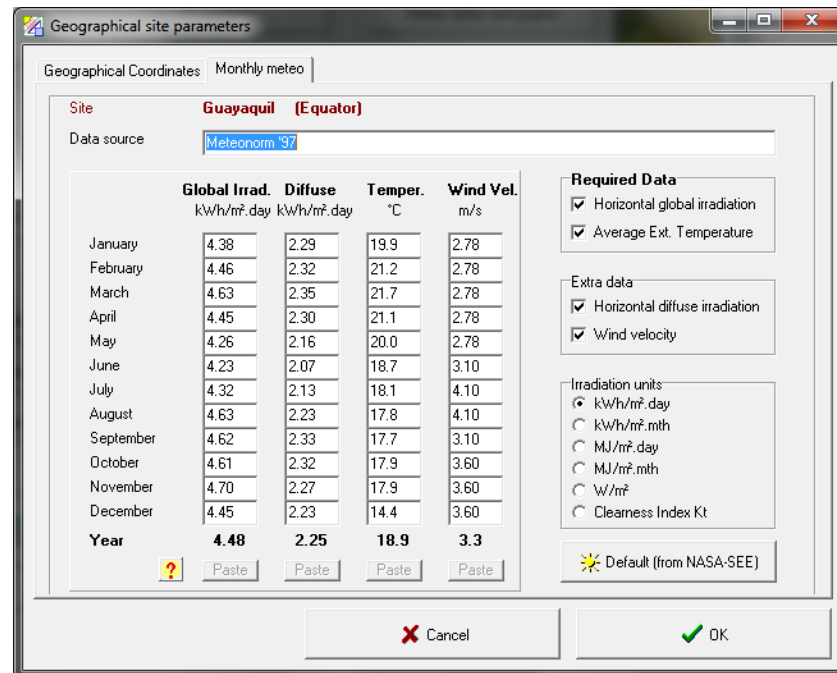 Geographical site parameters
Geographical Coordinates Monthly meteo
Site Guayaquil (Equator)
Data source Meteonorm '97
Global Irrad. Diffuse Temper. Wind Vel.
kWh/m².day kWh/m².day °C m/s
January 4.38 2.29 19.9 2.78
February 4.46 2.32 21.2 2.78
March 4.63 2.35 21.7 2.78
April 4.45 2.30 21.1 2.78
May 4.26 2.16 20.0 2.78
June 4.23 2.07 18.7 3.10
July 4.32 2.13 18.1 4.10
August 4.63 2.23 17.8 4.10
September 4.62 2.33 17.7 3.10
October 4.61 2.32 17.9 3.60
November 4.70 2.27 17.9 3.60
December 4.45 2.23 14.4 3.60
Year 4.48 2.25 18.9 3.3
? Paste Paste Paste Paste
Required Data
Horizontal global irradiation
Average Ext. Temperature
Extra data
Horizontal diffuse irradiation
Wind velocity
Irradiation units
kWh/m².day
kWh/m².mth
MJ/m².day
MJ/m².mth
W/m²
Clearness Index Kt
Default (from NASA-SEE)
Cancel
OK